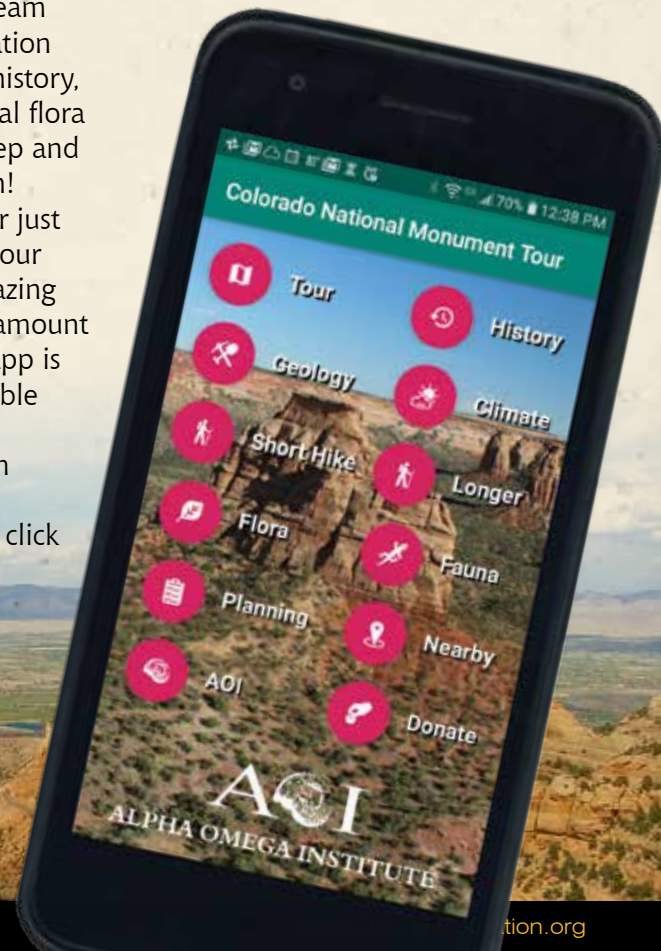 eam
ation
history,
al flora
ep and
n!
r just
our
azing
amount
app is
ble
n
click
70% 12:38 PM
Colorado National Monument Tour
Tour
History
Geology
Climate
Short Hike
Longer
Flora
Fauna
Planning
Nearby
AOI
Donate
AOI
ALPHA OMEGA INSTITUTE
tion.org